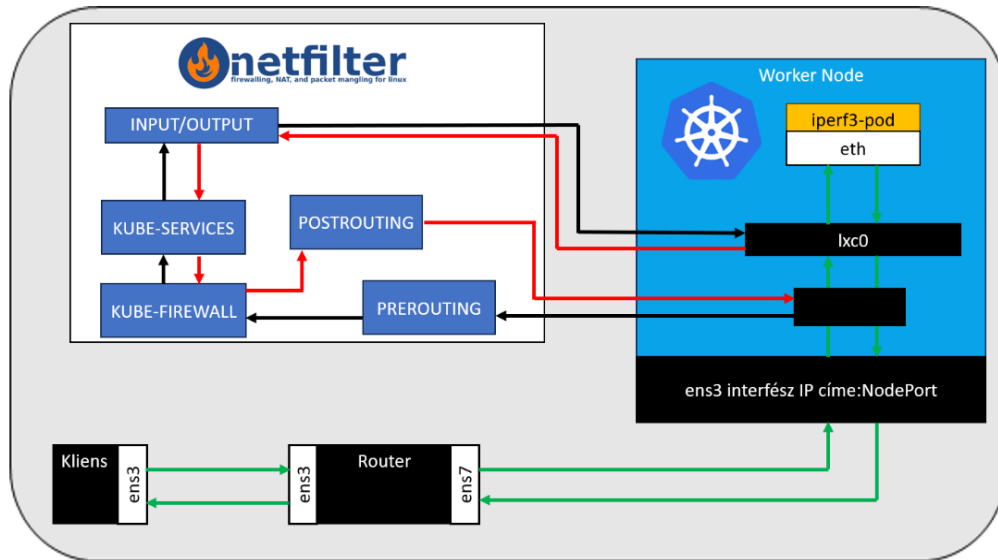 netfilter
firewalling, NAT, and packet mangling for linux
INPUT/OUTPUT
KUBE-SERVICES
POSTROUTING
KUBE-FIREWALL
PREROUTING
Worker Node
iperf3-pod
eth
lxc0
ens3 interfész IP címe:NodePort
Kliens
ens3
ens3
Router
ens7